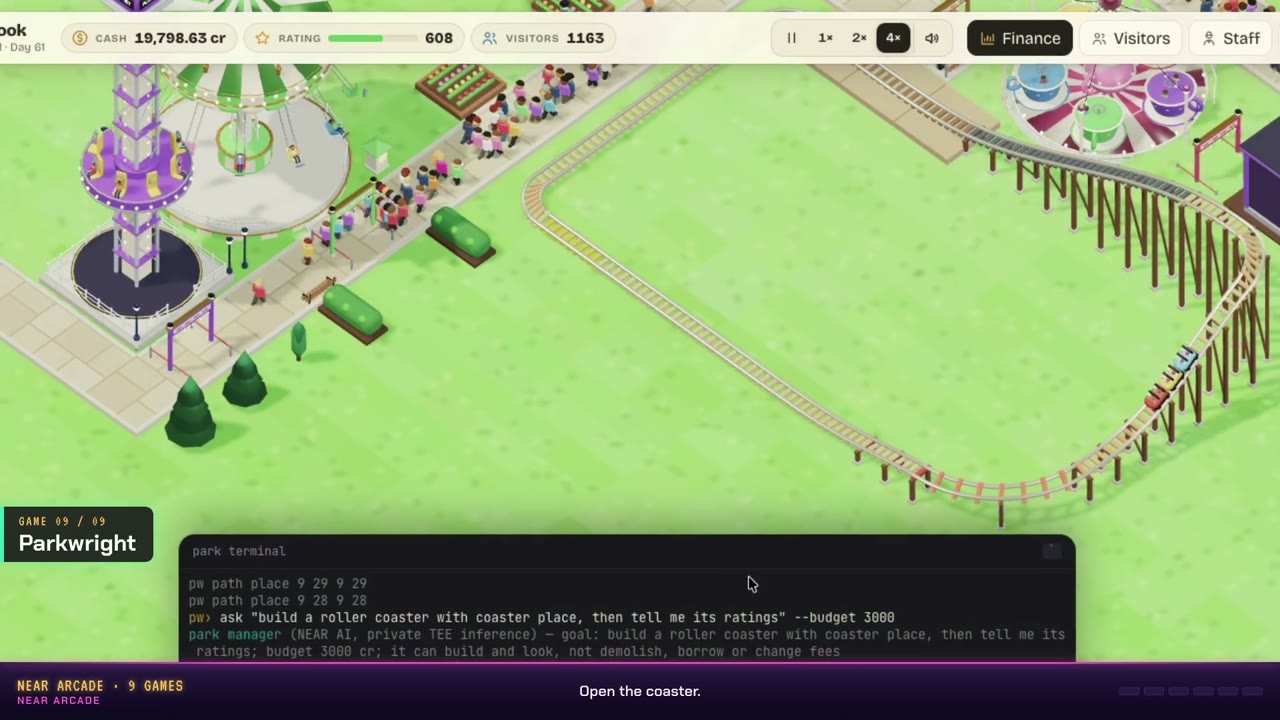 ook
· Day 61
CASH 19,798.63 cr
RATING 608
VISITORS 1163
1×
2×
4×
Finance
Visitors
Staff
GAME 09 / 09
Parkwright
park terminal
pw path place 9 29 9 29
pw path place 9 28 9 28
pw> ask "build a roller coaster with coaster place, then tell me its ratings" --budget 3000
park manager (NEAR AI, private TEE inference) — goal: build a roller coaster with coaster place, then tell me its
ratings; budget 3000 cr; it can build and look, not demolish, borrow or change fees
NEAR ARCADE · 9 GAMES
NEAR ARCADE
Open the coaster.